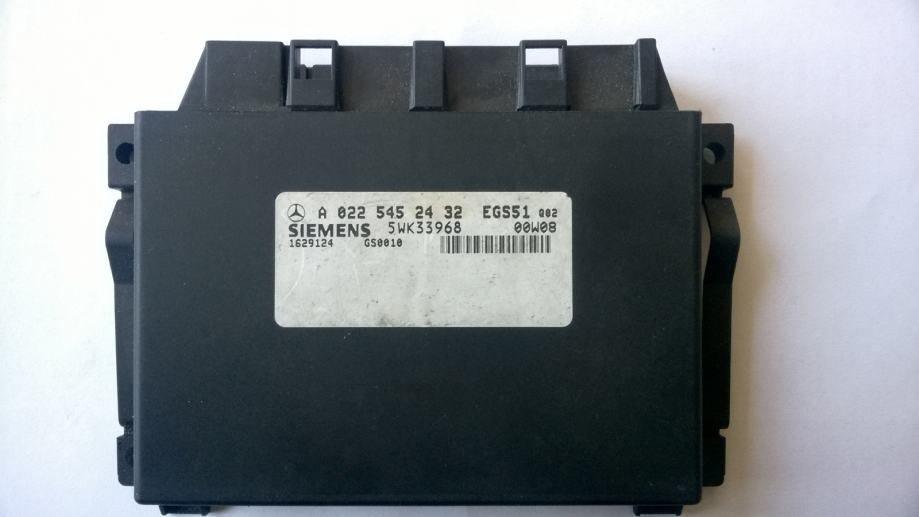 A 022 545 24 32 EGS51 Q02
SIEMENS 5WK33968 00W08
1629124 GS0010